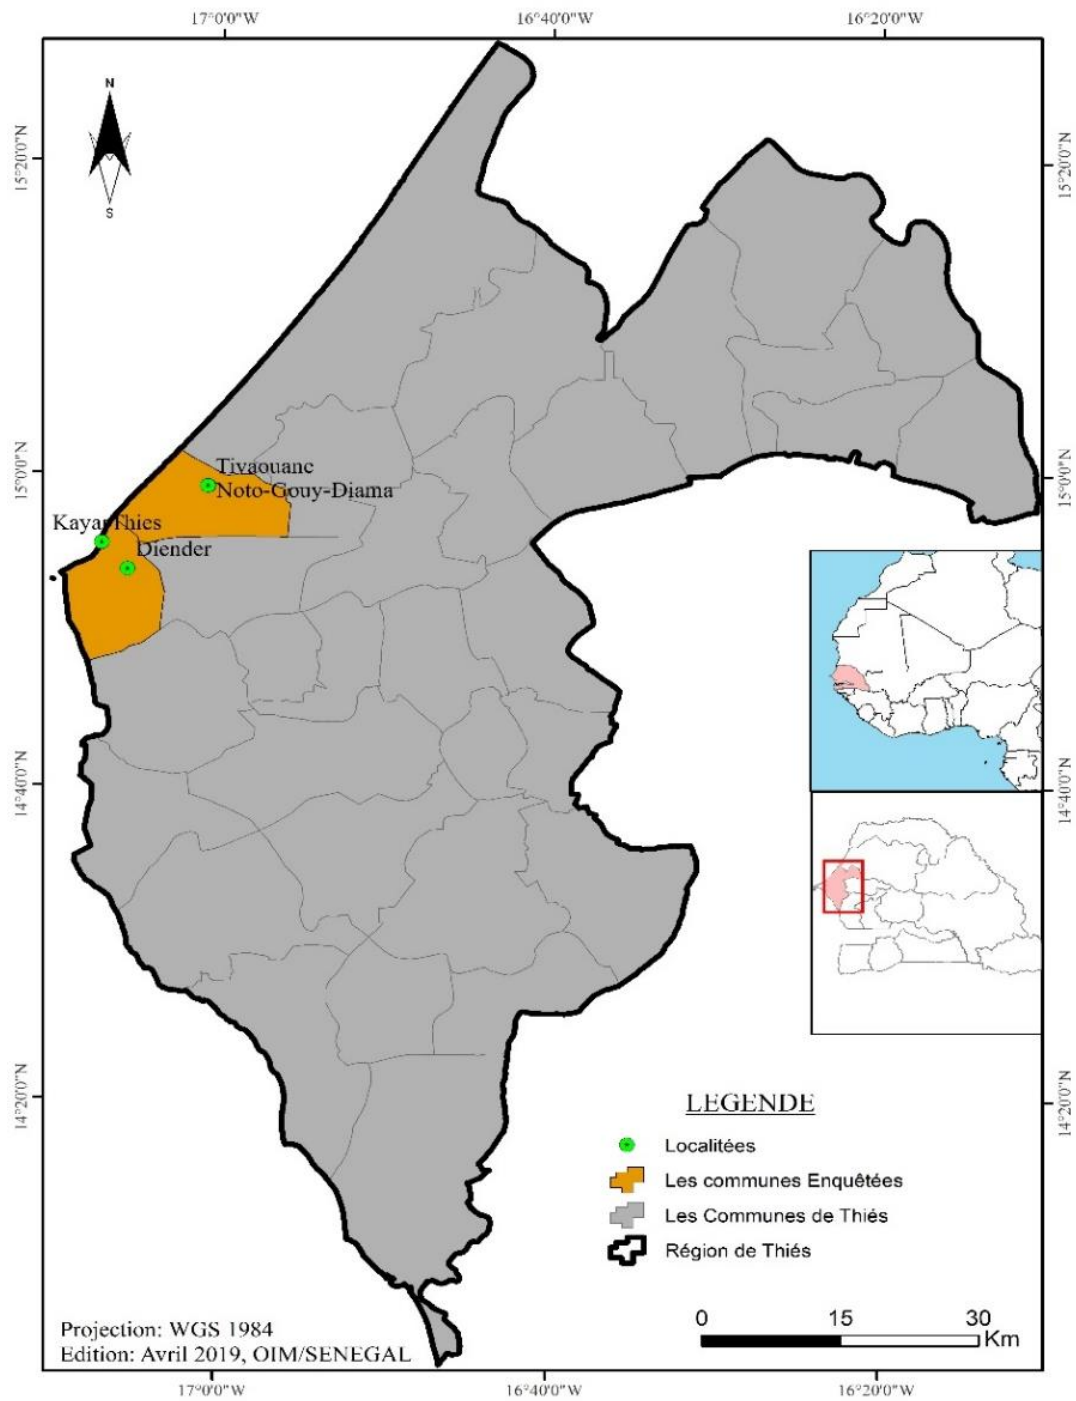 17°0'0"W
16°40'0"W
16°20'0"W
N
S
15°20'0"N
15°20'0"N
15°0'0"N
15°0'0"N
Tivaouane
Noto-Gouy-Diama
Kayar Thies
Diender
14°40'0"N
14°40'0"N
14°20'0"N
14°20'0"N
LEGENDE
Localitées
Les communes Enquêtées
Les Communes de Thiés
Région de Thiés
0 15 30
Km
Projection: WGS 1984
Edition: Avril 2019, OIM/SENEGAL
17°0'0"W
16°40'0"W
16°20'0"W